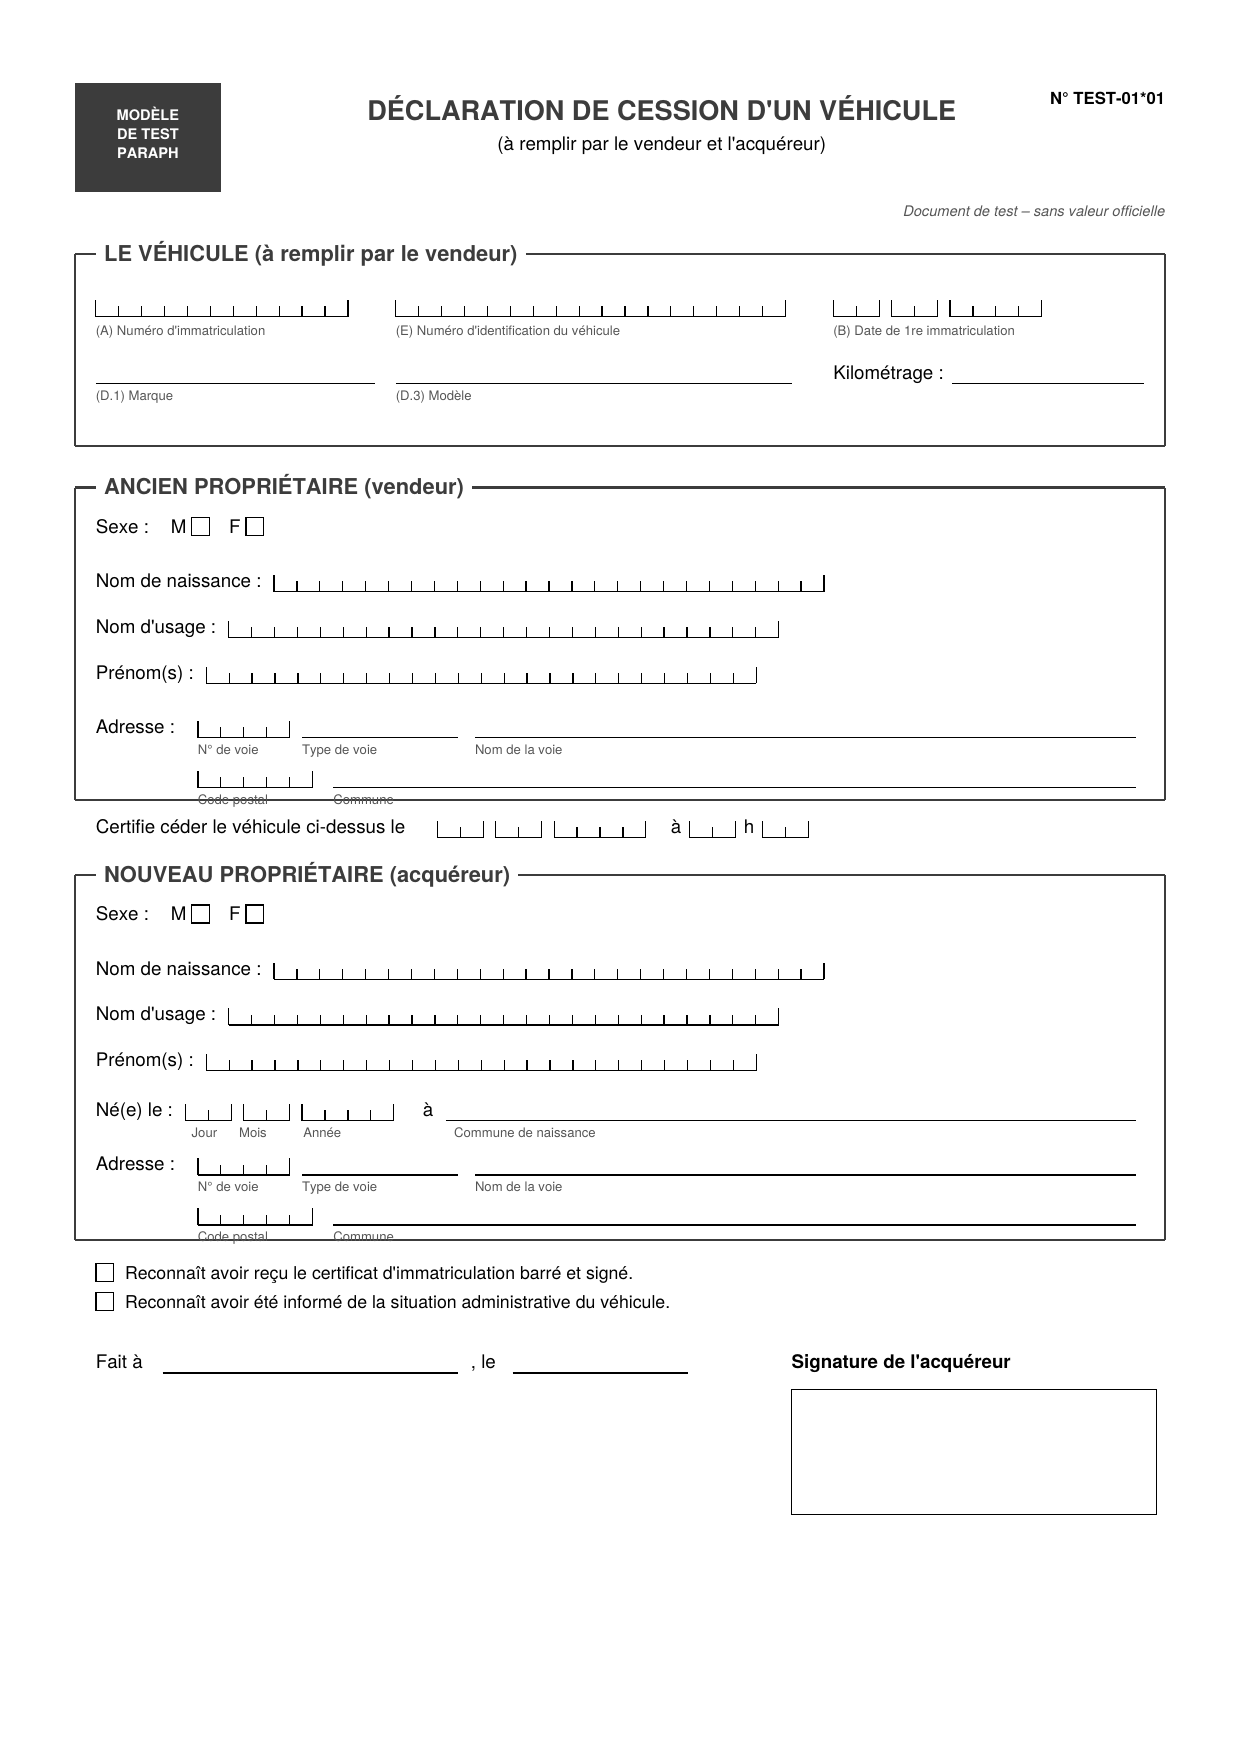 MODÈLE
DE TEST
PARAPH
DÉCLARATION DE CESSION D'UN VÉHICULE
(à remplir par le vendeur et l'acquéreur)
N° TEST-01*01
Document de test – sans valeur officielle
LE VÉHICULE (à remplir par le vendeur)
(A) Numéro d'immatriculation (E) Numéro d'identification du véhicule (B) Date de 1re immatriculation
Kilométrage :
(D.1) Marque (D.3) Modèle
ANCIEN PROPRIÉTAIRE (vendeur)
Sexe : M F
Nom de naissance :
Nom d'usage :
Prénom(s) :
Adresse :
N° de voie Type de voie Nom de la voie
Code postal Commune
Certifie céder le véhicule ci-dessus le à h
NOUVEAU PROPRIÉTAIRE (acquéreur)
Sexe : M F
Nom de naissance :
Nom d'usage :
Prénom(s) :
Né(e) le : à
Jour Mois Année Commune de naissance
Adresse :
N° de voie Type de voie Nom de la voie
Code postal Commune
Reconnaît avoir reçu le certificat d'immatriculation barré et signé.
Reconnaît avoir été informé de la situation administrative du véhicule.
Fait à , le Signature de l'acquéreur